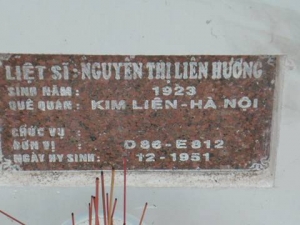 LIỆT SĨ : NGUYỄN THỊ LIÊN HƯƠNG
SINH NĂM : 1923
QUÊ QUÁN : KIM LIÊN - HÀ NỘI
CHỨC VỤ :
ĐƠN VỊ : D86 - E812
NGÀY HY SINH : 12 - 1951